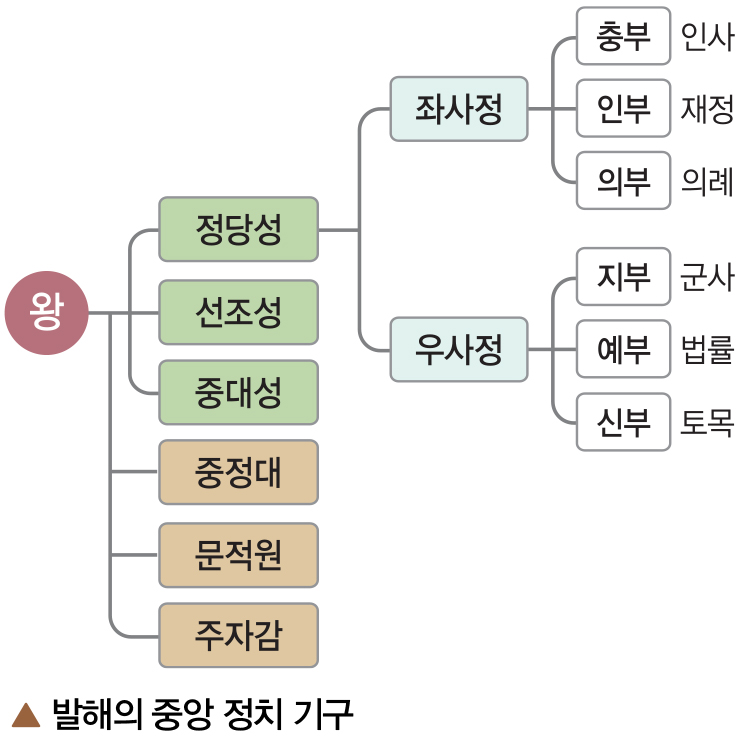 충부 인사
좌사정
인부 재정
의부 의례
정당성
지부 군사
왕
선조성
우사정
예부 법률
중대성
신부 토목
중정대
문적원
주자감
▲ 발해의 중앙 정치 기구